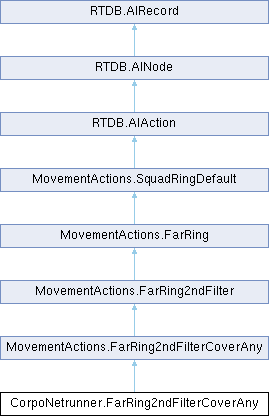 RTDB.AIRecord
RTDB.AINode
RTDB.AIAction
MovementActions.SquadRingDefault
MovementActions.FarRing
MovementActions.FarRing2ndFilter
MovementActions.FarRing2ndFilterCoverAny
CorpoNetrunner.FarRing2ndFilterCoverAny